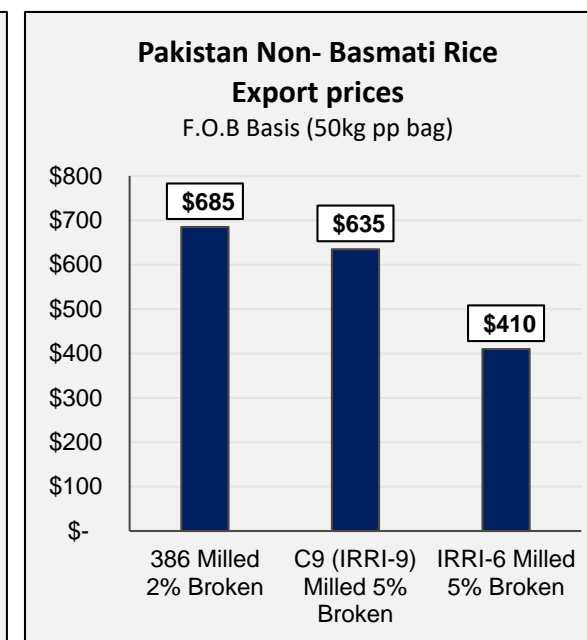 Pakistan Non- Basmati Rice
Export prices
F.O.B Basis (50kg pp bag)
$800
$700
$600
$500
$400
$300
$200
$100
$-
$685
$635
$410
386 Milled
2% Broken
C9 (IRRI-9)
Milled 5%
Broken
IRRI-6 Milled
5% Broken